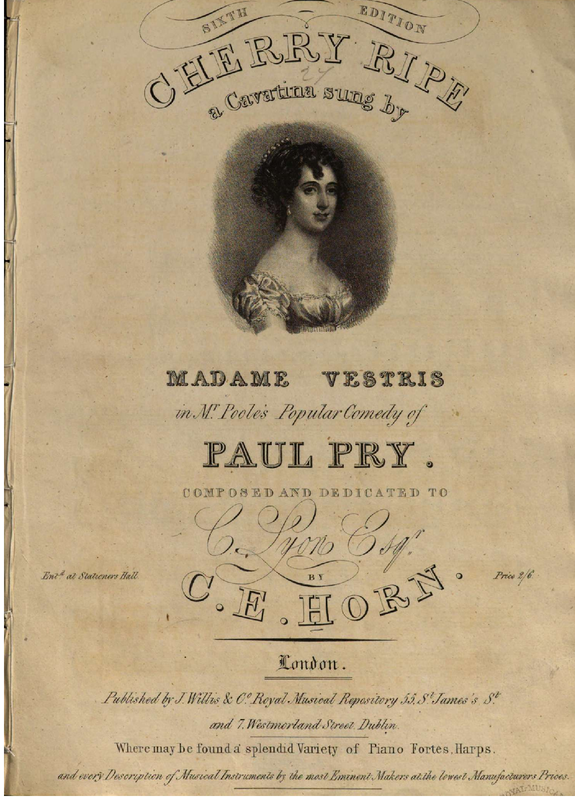 SIXTH EDITION
CHERRY RIPE
27
a Cavatina sung by
MADAME VESTRIS
in Mr. Poole's Popular Comedy of
PAUL PRY.
COMPOSED AND DEDICATED TO
C. Lyon Esqr.
BY
Entd. at Stationers Hall
Price 2/6.
C.E.HORN.
London.
Published by J. Willis & Co. Royal Musical Repository 55, St. James's St.
and 7, Westmorland Street, Dublin.
Where may be found a splendid Variety of Piano Fortes, Harps.
and every Description of Musical Instruments by the most Eminent Makers at the lowest Manufacturers Prices.
ROYAL MUSICAL